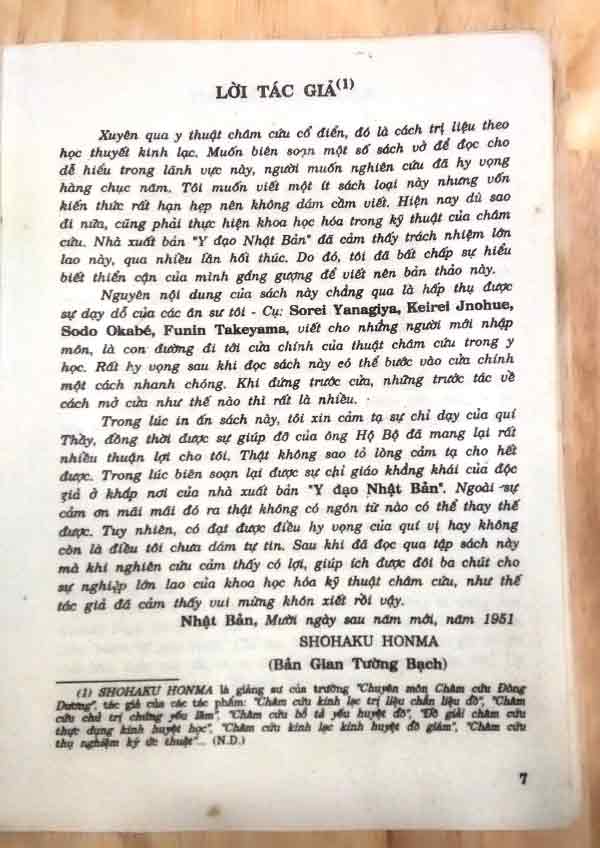 LỜI TÁC GIẢ(1)
Xuyên qua y thuật châm cứu cổ điển, đó là cách trị liệu theo
học thuyết kinh lạc. Muốn biên soạn một số sách vở để đọc cho
dễ hiểu trong lãnh vực này, người muốn nghiên cứu đã hy vọng
hàng chục năm. Tôi muốn viết một ít sách loại này nhưng vốn
kiến thức rất hạn hẹp nên không dám cầm viết. Hiện nay dù sao
đi nữa, cũng phải thực hiện khoa học hóa trong kỹ thuật của châm
cứu. Nhà xuất bản "Y đạo Nhật Bản" đã cảm thấy trách nhiệm lớn
lao này, qua nhiều lần hối thúc. Do đó, tôi đã bất chấp sự hiểu
biết thiển cận của mình gắng gượng để viết nên bản thảo này.
Nguyên nội dung của sách này chẳng qua là hấp thụ được
sự dạy dỗ của các ân sư tôi - Cụ: Sorei Yanagiya, Keirei Jnohue,
Sodo Okabé, Funin Takeyama, viết cho những người mới nhập
môn, là con đường đi tới cửa chính của thuật châm cứu trong y
học. Rất hy vọng sau khi đọc sách này có thể bước vào cửa chính
một cách nhanh chóng. Khi đứng trước cửa, những trước tác về
cách mở cửa như thế nào thì rất là nhiều.
Trong lúc in ấn sách này, tôi xin cảm tạ sự chỉ dạy của quí
Thầy, đồng thời được sự giúp đỡ của ông Hộ Bộ đã mang lại rất
nhiều thuận lợi cho tôi. Thật không sao tỏ lòng cảm tạ cho hết
được. Trong lúc biên soạn lại được sự chỉ giáo khảng khái của độc
giả ở khắp nơi của nhà xuất bản "Y đạo Nhật Bản". Ngoài sự
cảm ơn mãi mãi đó ra thật không có ngôn từ nào có thể thay thế
được. Tuy nhiên, có đạt được điều hy vọng của quí vị hay không
còn là điều tôi chưa dám tự tin. Sau khi đã đọc qua tập sách này
mà khi nghiên cứu cảm thấy có lợi, giúp ích được đôi ba chút cho
sự nghiệp lớn lao của khoa học hóa kỹ thuật châm cứu, như thế
tác giả đã cảm thấy vui mừng khôn xiết rồi vậy.
Nhật Bản, Mười ngày sau năm mới, năm 1951
SHOHAKU HONMA
(Bản Gian Tường Bạch)
(1) SHOHAKU HONMA là giảng sư của trường "Chuyên môn Châm cứu Đông
Dương", tác giả của các tác phẩm: "Châm cứu kinh lạc trị liệu chẩn liệu đồ", "Châm
cứu chủ trị chứng yếu lãm", "Châm cứu bổ tả yếu huyệt đồ", "Đồ giải châm cứu
thực dụng kinh huyệt học", "Châm cứu kinh lạc kinh huyệt đồ giám", "Châm cứu
thụ nghiệm ký ức thuật"... (N.D.)
7